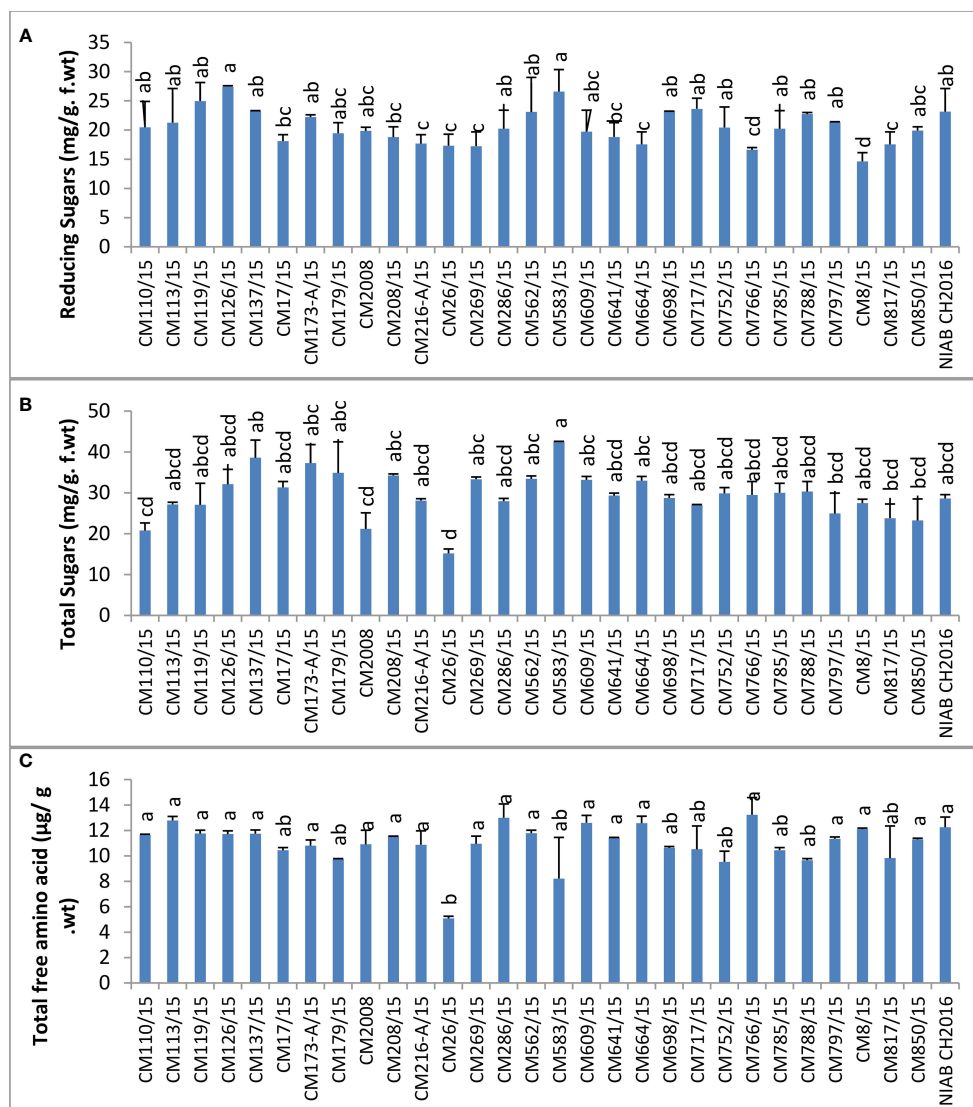 A
Reducing Sugars (mg/g. f.wt)
35
30
25
20
15
10
5
0
ab ab ab a ab bc ab abc abc bc c c c ab ab a abc bc c ab ab ab cd ab ab ab d c abc ab
CM110/15 CM113/15 CM119/15 CM126/15 CM137/15 CM17/15 CM173-A/15 CM179/15 CM2008 CM208/15 CM216-A/15 CM26/15 CM269/15 CM286/15 CM562/15 CM583/15 CM609/15 CM641/15 CM664/15 CM698/15 CM717/15 CM752/15 CM766/15 CM785/15 CM788/15 CM797/15 CM8/15 CM817/15 CM850/15 NIAB CH2016
B
Total Sugars (mg/g. f.wt)
50
40
30
20
10
0
cd abcd abcd abcd ab abcd abc abc cd abc abcd d abc abcd abc a abc abcd abc abcd abcd abcd abcd abcd abcd bcd abcd bcd bcd abcd
CM110/15 CM113/15 CM119/15 CM126/15 CM137/15 CM17/15 CM173-A/15 CM179/15 CM2008 CM208/15 CM216-A/15 CM26/15 CM269/15 CM286/15 CM562/15 CM583/15 CM609/15 CM641/15 CM664/15 CM698/15 CM717/15 CM752/15 CM766/15 CM785/15 CM788/15 CM797/15 CM8/15 CM817/15 CM850/15 NIAB CH2016
C
Total free amino acid (µg/ g
.wt)
16
14
12
10
8
6
4
2
0
a a a a a ab a ab a a a b a a a ab a a a ab ab ab a ab ab a a ab a a
CM110/15 CM113/15 CM119/15 CM126/15 CM137/15 CM17/15 CM173-A/15 CM179/15 CM2008 CM208/15 CM216-A/15 CM26/15 CM269/15 CM286/15 CM562/15 CM583/15 CM609/15 CM641/15 CM664/15 CM698/15 CM717/15 CM752/15 CM766/15 CM785/15 CM788/15 CM797/15 CM8/15 CM817/15 CM850/15 NIAB CH2016